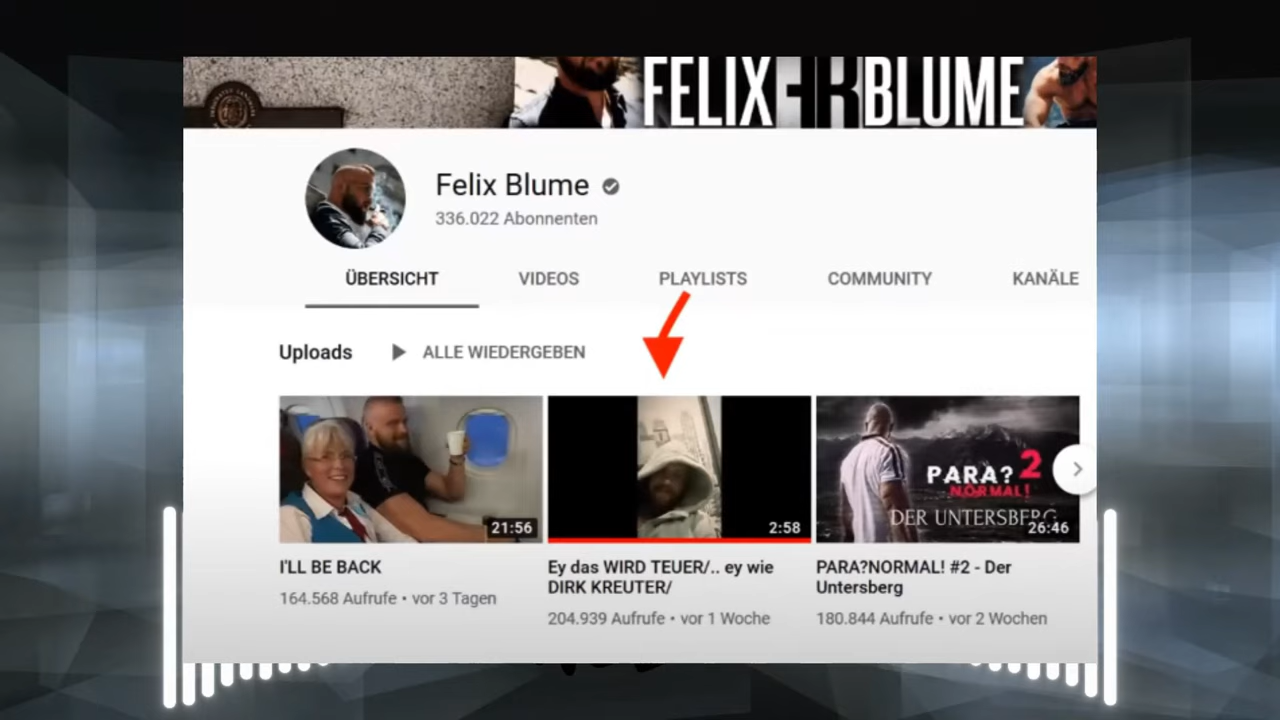 FELIX BLUME
Felix Blume
336.022 Abonnenten
ÜBERSICHT VIDEOS PLAYLISTS COMMUNITY KANÄLE
Uploads ALLE WIEDERGEBEN
PARA? 2
NORMAL!
DER UNTERSBERG
21:56 2:58 26:46
I'LL BE BACK
164.568 Aufrufe • vor 3 Tagen
Ey das WIRD TEUER/.. ey wie
DIRK KREUTER/
204.939 Aufrufe • vor 1 Woche
PARA?NORMAL! #2 - Der
Untersberg
180.844 Aufrufe • vor 2 Wochen